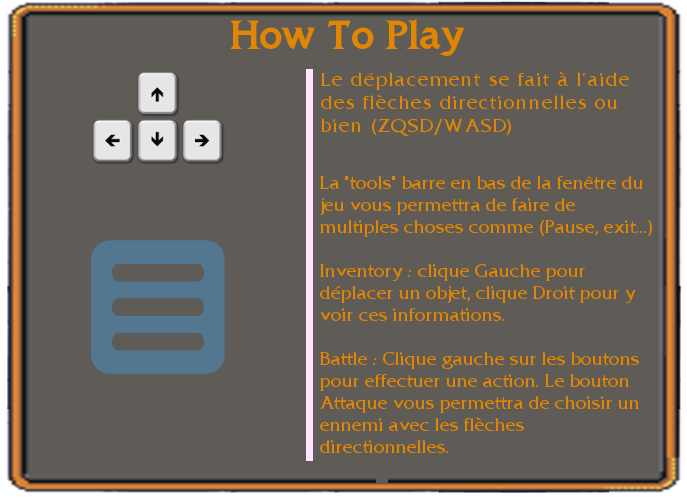 How To Play
Le déplacement se fait à l'aide
des flèches directionnelles ou
bien (ZQSD/WASD)
La "tools" barre en bas de la fenêtre du
jeu vous permettra de faire de
multiples choses comme (Pause, exit...)
Inventory : clique Gauche pour
déplacer un objet, clique Droit pour y
voir ces informations.
Battle : Clique gauche sur les boutons
pour effectuer une action. Le bouton
Attaque vous permettra de choisir un
ennemi avec les flèches
directionnelles.